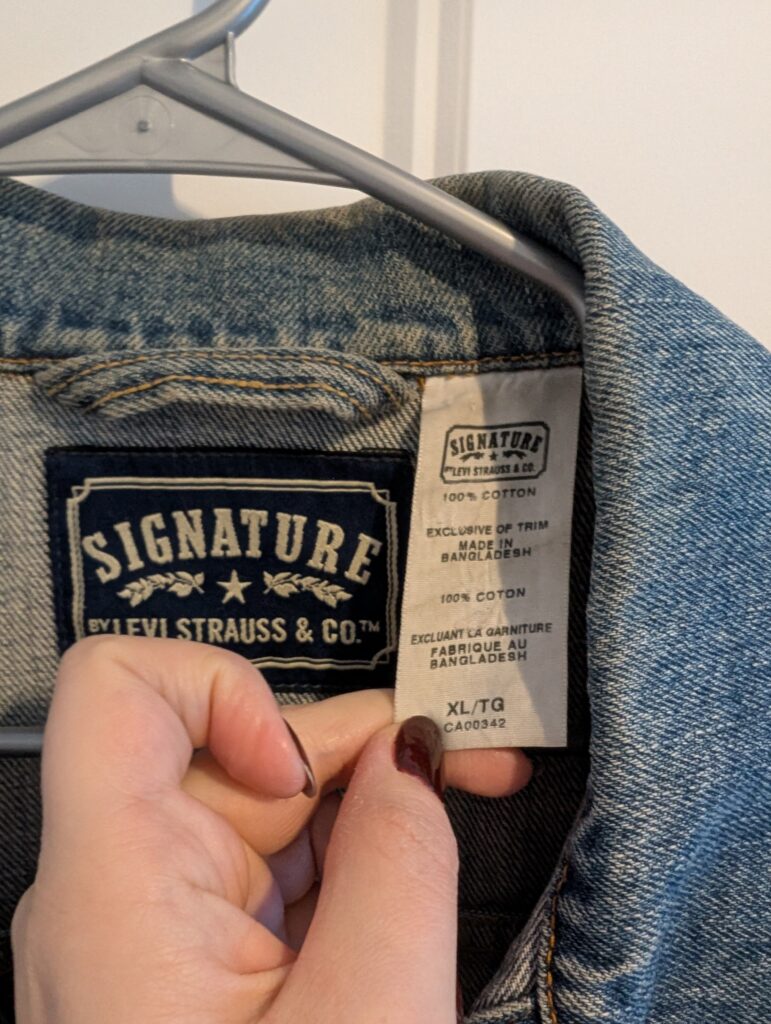 SIGNATURE
BY LEVI STRAUSS & CO.™
SIGNATURE
BY LEVI STRAUSS & CO.
100% COTTON
EXCLUSIVE OF TRIM
MADE IN
BANGLADESH
100% COTON
EXCLUANT LA GARNITURE
FABRIQUE AU
BANGLADESH
XL/TG
CA00342